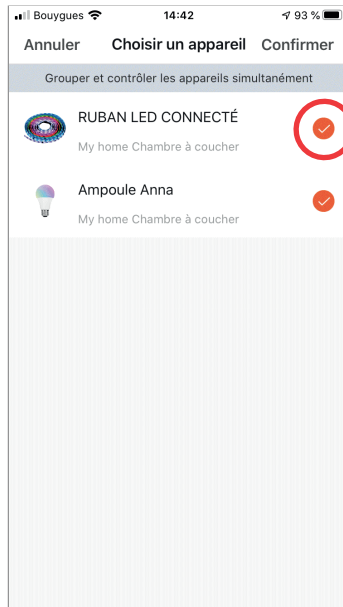 Bouygues 14:42 93 %
Annuler Choisir un appareil Confirmer
Grouper et contrôler les appareils simultanément
RUBAN LED CONNECTÉ
My home Chambre à coucher
Ampoule Anna
My home Chambre à coucher